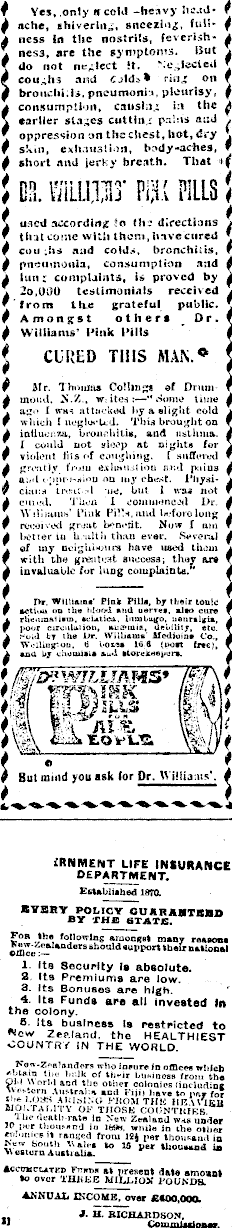 Yes, only a cold—heavy head-
ache, shivering, sneezing, full-
ness in the nostrils, feverish-
ness, are the symptoms. But
do not neglect it. Neglected
coughs and colds bring on
bronchitis, pneumonia, pleurisy,
consumption, causing in the
earlier stages cutting pains and
oppression on the chest, hot, dry
skin, exhaustion, body-aches,
short and jerky breath. That
DR. WILLIAMS' PINK PILLS
used according to the directions
that come with them, have cured
coughs and colds, bronchitis,
pneumonia, consumption and
lung complaints, is proved by
20,000 testimonials received
from the grateful public.
Amongst others Dr.
Williams' Pink Pills
CURED THIS MAN.
Mr. Thomas Collings of Drum-
mond, N.Z., writes:—"Some time
ago I was attacked by a slight cold
which I neglected. This brought on
influenza, bronchitis, and asthma.
I could not sleep at nights for
violent fits of coughing. I suffered
greatly from exhaustion and pains
and oppression on my chest. Physi-
cians treated me, but I was not
cured. Then I commenced Dr.
Williams' Pink Pills, and before long
received great benefit. Now I am
better in health than ever. Several
of my neighbours have used them
with the greatest success; they are
invaluable for lung complaints."
Dr. Williams' Pink Pills, by their tonic
action on the blood and nerves, also cure
rheumatism, sciatica, lumbago, neuralgia,
poor circulation, anæmia, debility, etc.
Sold by the Dr. Williams' Medicine Co.,
Wellington, 6 boxes 16/6 (post free),
and by chemists and storekeepers.
DR WILLIAMS'
PINK
PILLS
FOR
PALE
PEOPLE
But mind you ask for Dr. Williams'.
RNMENT LIFE INSURANCE
DEPARTMENT.
Established 1870.
EVERY POLICY GUARANTEED
BY THE STATE.
For the following amongst many reasons
New-Zealanders should support their national
office:—
1. Its Security is absolute.
2. Its Premiums are low.
3. Its Bonuses are high.
4. Its Funds are all invested in
the colony.
5. Its business is restricted to
New Zealand, the HEALTHIEST
COUNTRY IN THE WORLD.
New-Zealanders who insure in offices which
obtain the bulk of their business from the
Old World and the other colonies (including
Western Australia and Fiji) have to pay for
the LOSS ARISING FROM THE HEAVIER
MORTALITY OF THOSE COUNTRIES.
The death-rate in New Zealand was under
10 per thousand in 1898, while in the other
colonies it ranged from 12½ per thousand in
New South Wales to 15 per thousand in
Western Australia.
ACCUMULATED FUNDS at present date amount
to over THREE MILLION POUNDS.
ANNUAL INCOME, over £400,000.
J. H. RICHARDSON,
Commissioner.